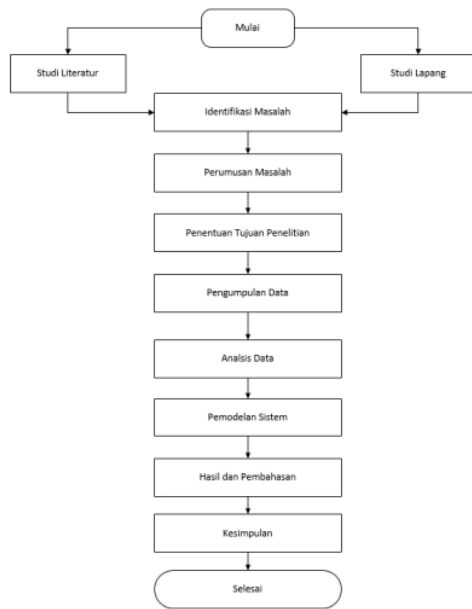 Mulai
Studi Literatur
Studi Lapang
Identifikasi Masalah
Perumusan Masalah
Penentuan Tujuan Penelitian
Pengumpulan Data
Analsis Data
Pemodelan Sistem
Hasil dan Pembahasan
Kesimpulan
Selesai